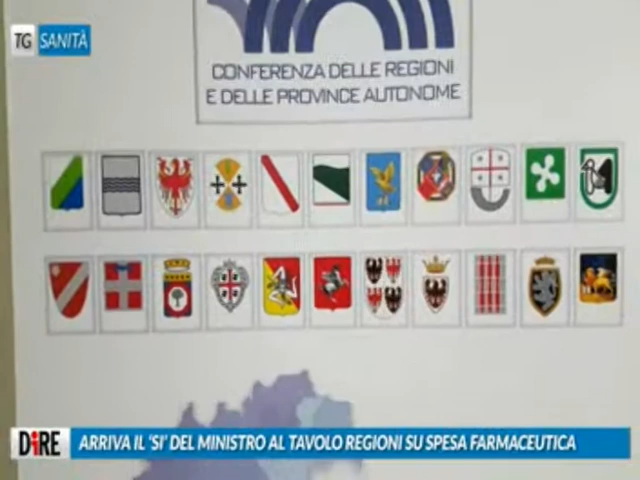 TG SANITÀ
CONFERENZA DELLE REGIONI
E DELLE PROVINCE AUTONOME
DiRE ARRIVA IL 'SI' DEL MINISTRO AL TAVOLO REGIONI SU SPESA FARMACEUTICA